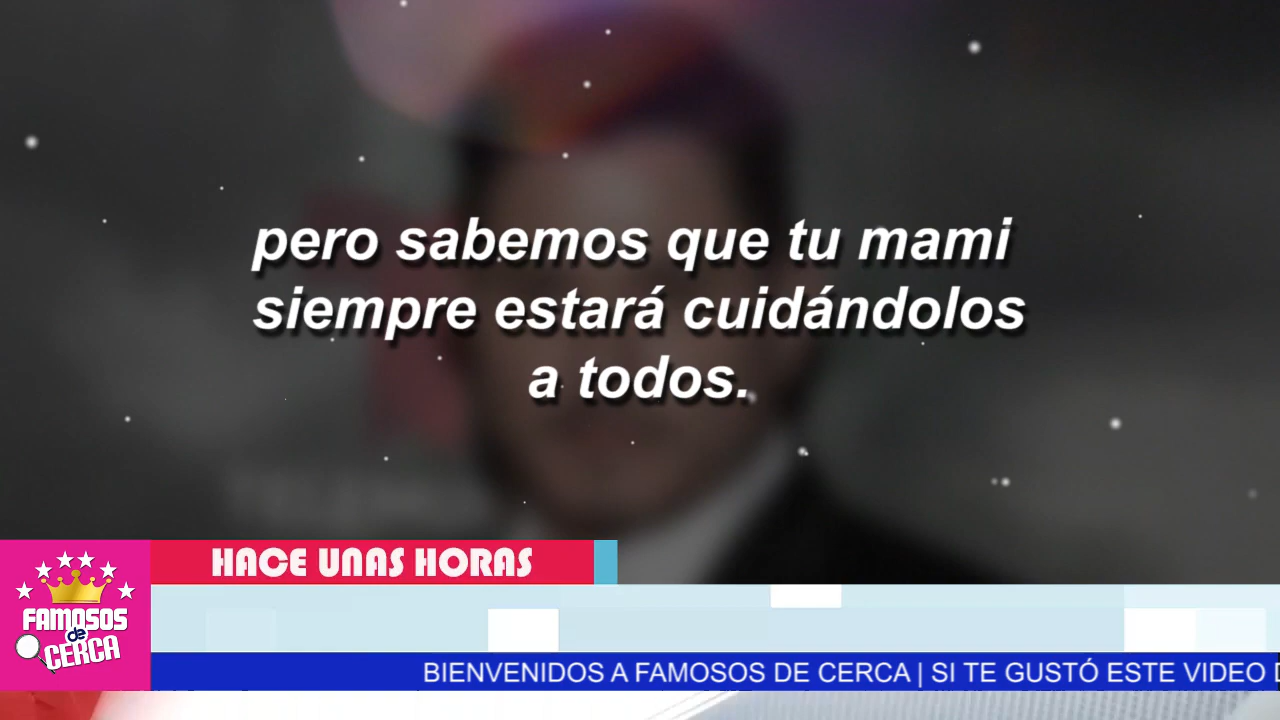 pero sabemos que tu mami
siempre estará cuidándolos
a todos.
HACE UNAS HORAS
FAMOSOS
de
CERCA
BIENVENIDOS A FAMOSOS DE CERCA | SI TE GUSTÓ ESTE VIDEO